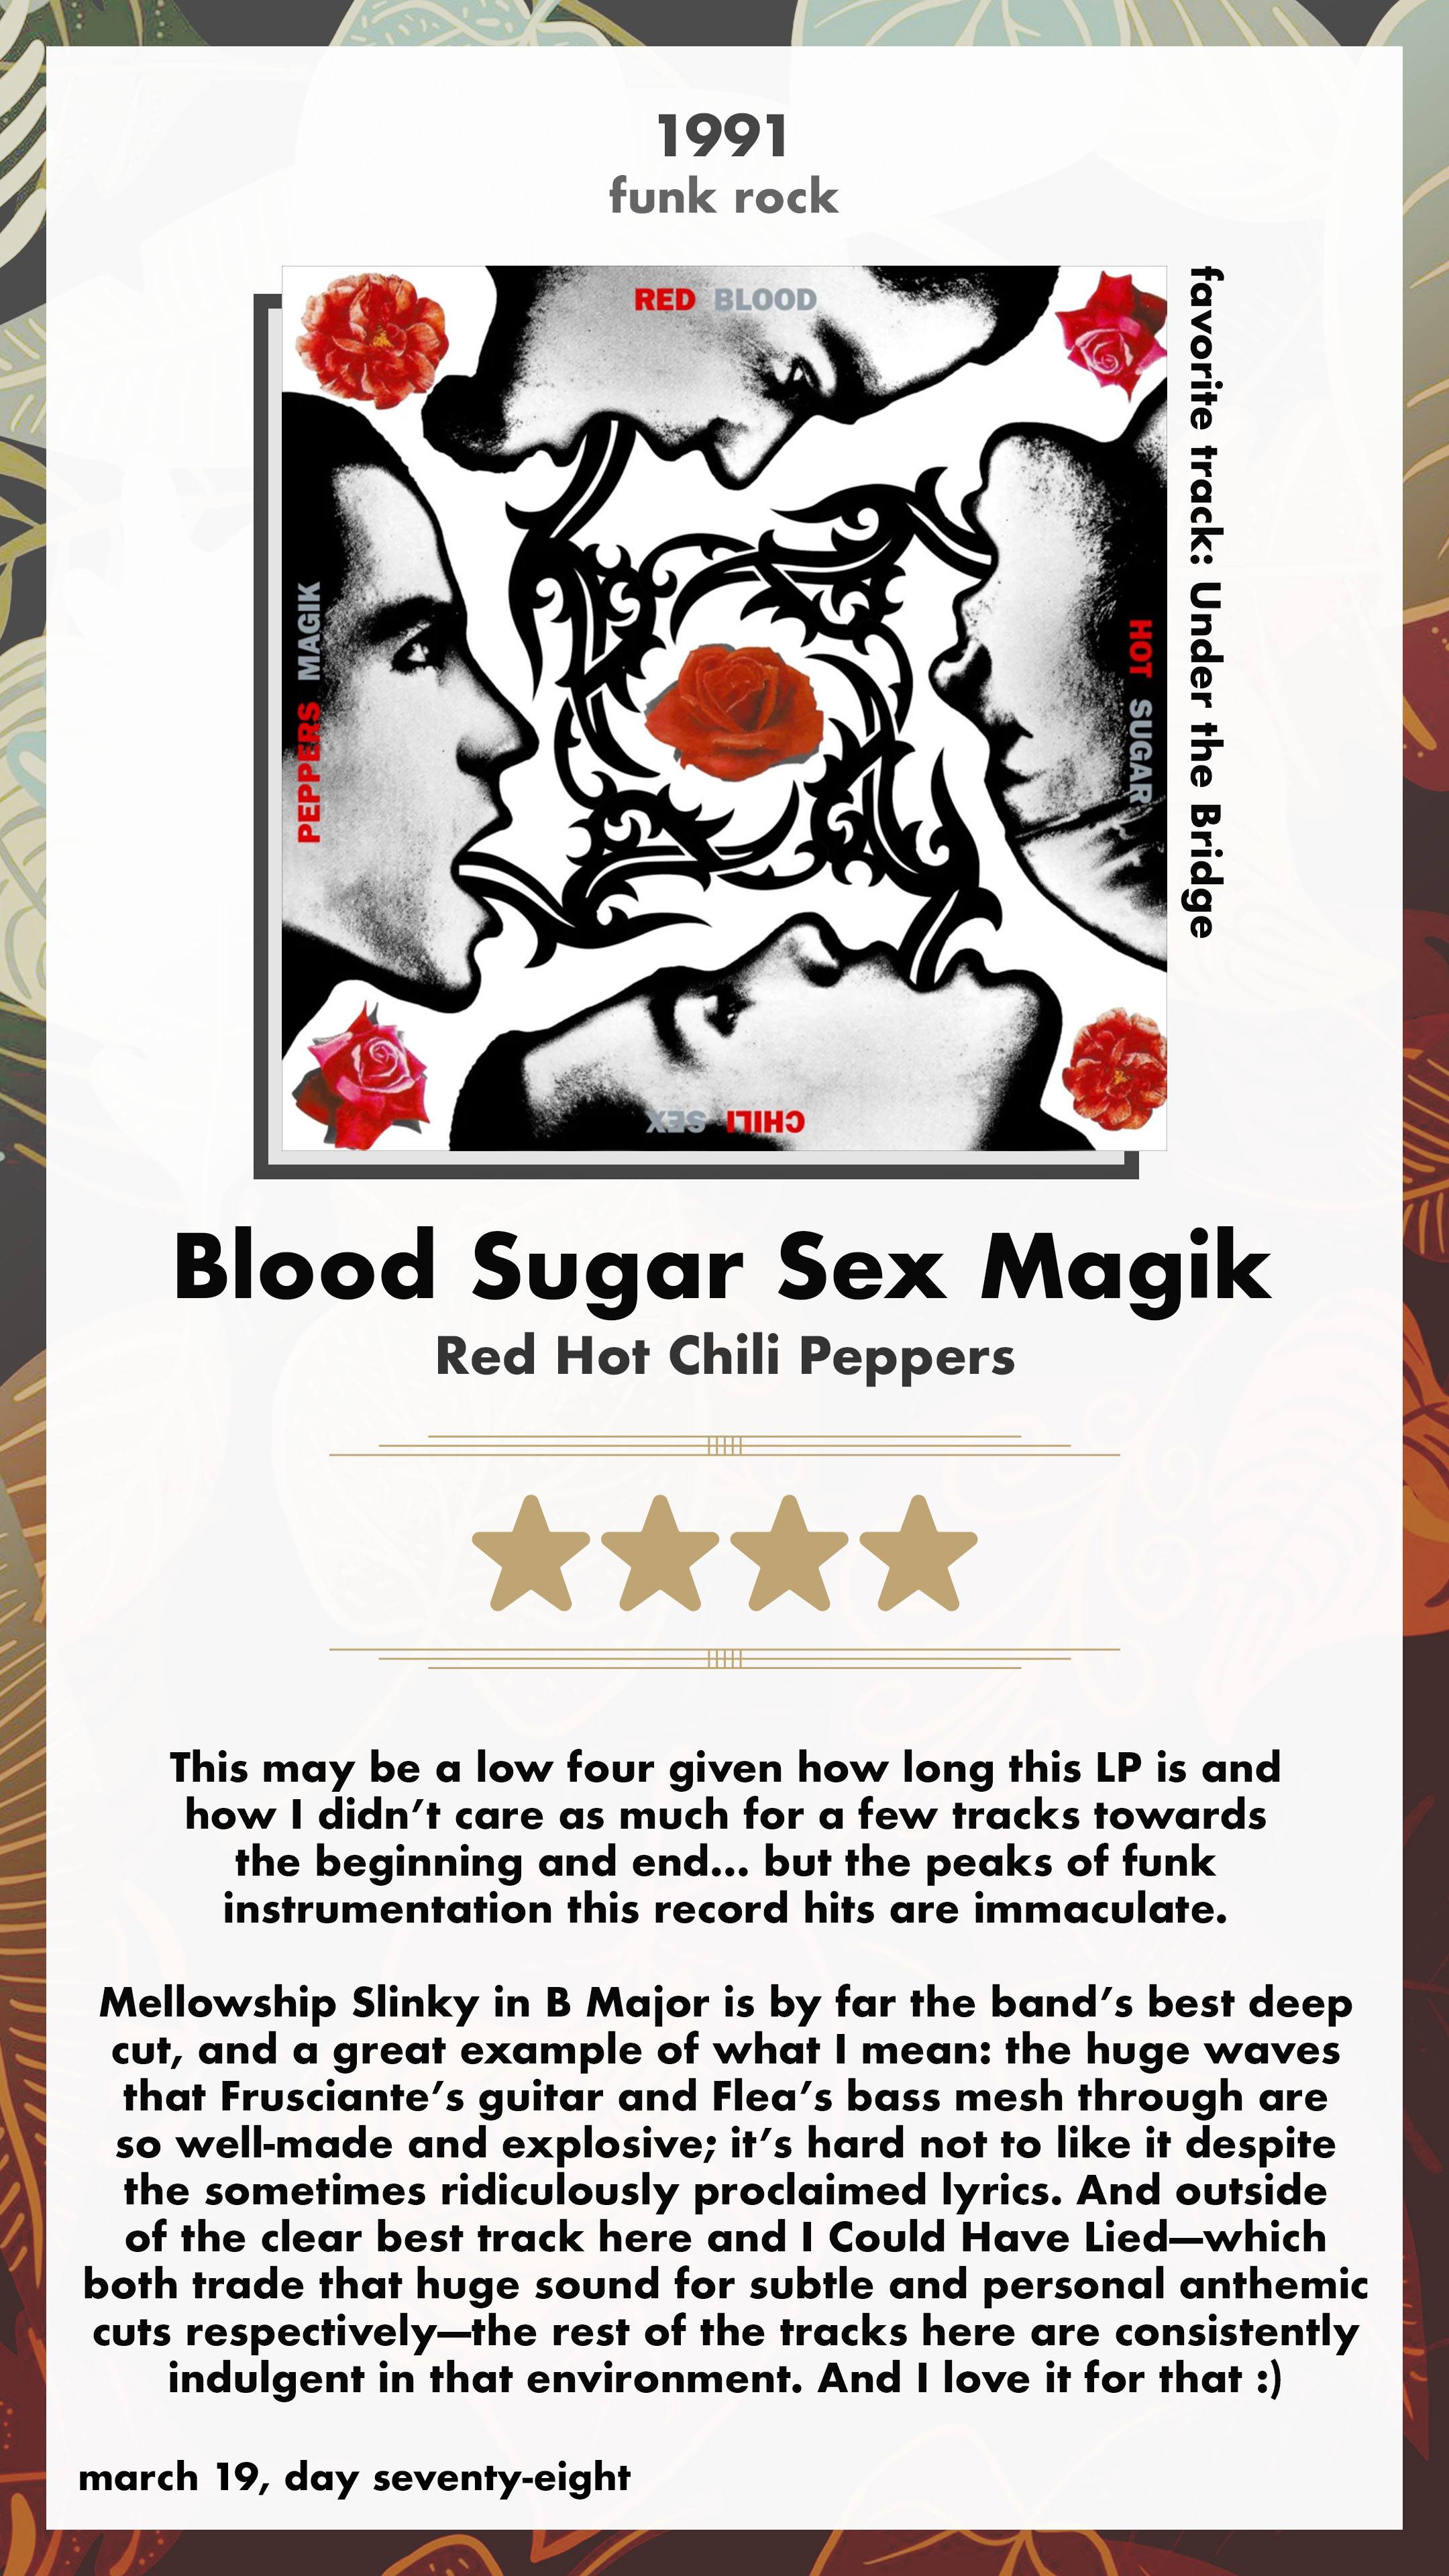 1991
funk rock
RED BLOOD
HOT SUGAR
CHILI SEX
PEPPERS MAGIK
favorite track: Under the Bridge
Blood Sugar Sex Magik
Red Hot Chili Peppers
This may be a low four given how long this LP is and
how I didn’t care as much for a few tracks towards
the beginning and end... but the peaks of funk
instrumentation this record hits are immaculate.
Mellowship Slinky in B Major is by far the band’s best deep
cut, and a great example of what I mean: the huge waves
that Frusciante’s guitar and Flea’s bass mesh through are
so well-made and explosive; it’s hard not to like it despite
the sometimes ridiculously proclaimed lyrics. And outside
of the clear best track here and I Could Have Lied—which
both trade that huge sound for subtle and personal anthemic
cuts respectively—the rest of the tracks here are consistently
indulgent in that environment. And I love it for that :)
march 19, day seventy-eight